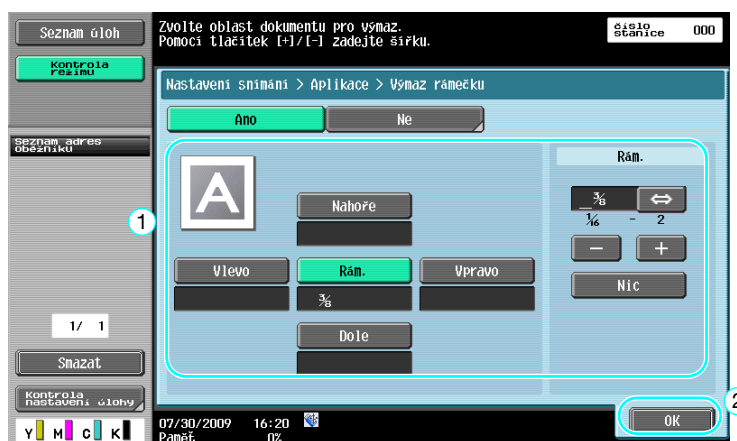 Seznam úloh
Zvolte oblast dokumentu pro výmaz.
Pomocí tlačítek [+]/[-] zadejte šířku.
číslo
stanice
000
Kontrola
režimu
Nastavení snímání > Aplikace > Výmaz rámečku
Ano
Ne
Seznam adres
oběžníku
Rám.
A
Nahoře
3/8
1/16 - 2
1
- +
Vlevo
Rám.
Vpravo
Nic
3/8
1/ 1
Dole
Smazat
Kontrola
nastavení úlohy
2
OK
07/30/2009 16:20
Y M C K
Paměť 0%